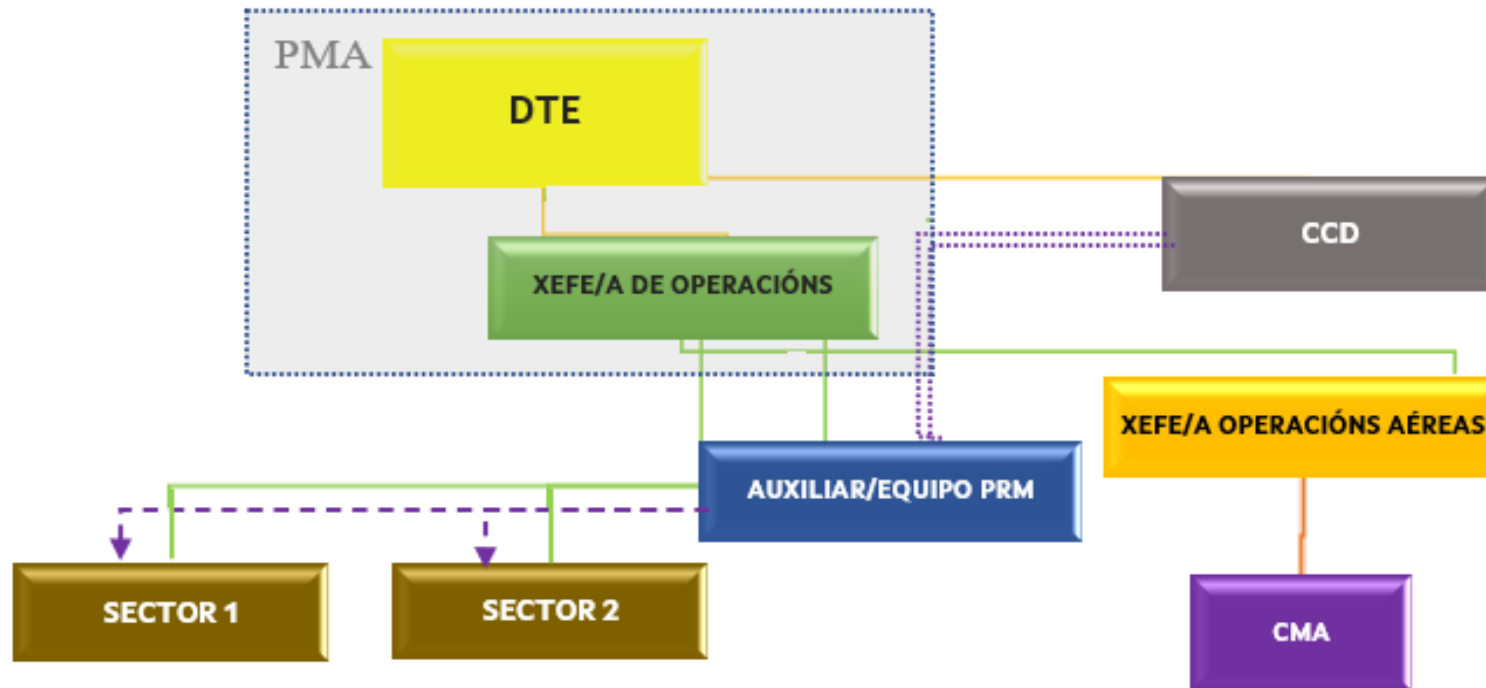 PMA
DTE
CCD
XEFE/A DE OPERACIÓNS
XEFE/A OPERACIÓNS AÉREAS
AUXILIAR/EQUIPO PRM
SECTOR 1
SECTOR 2
CMA